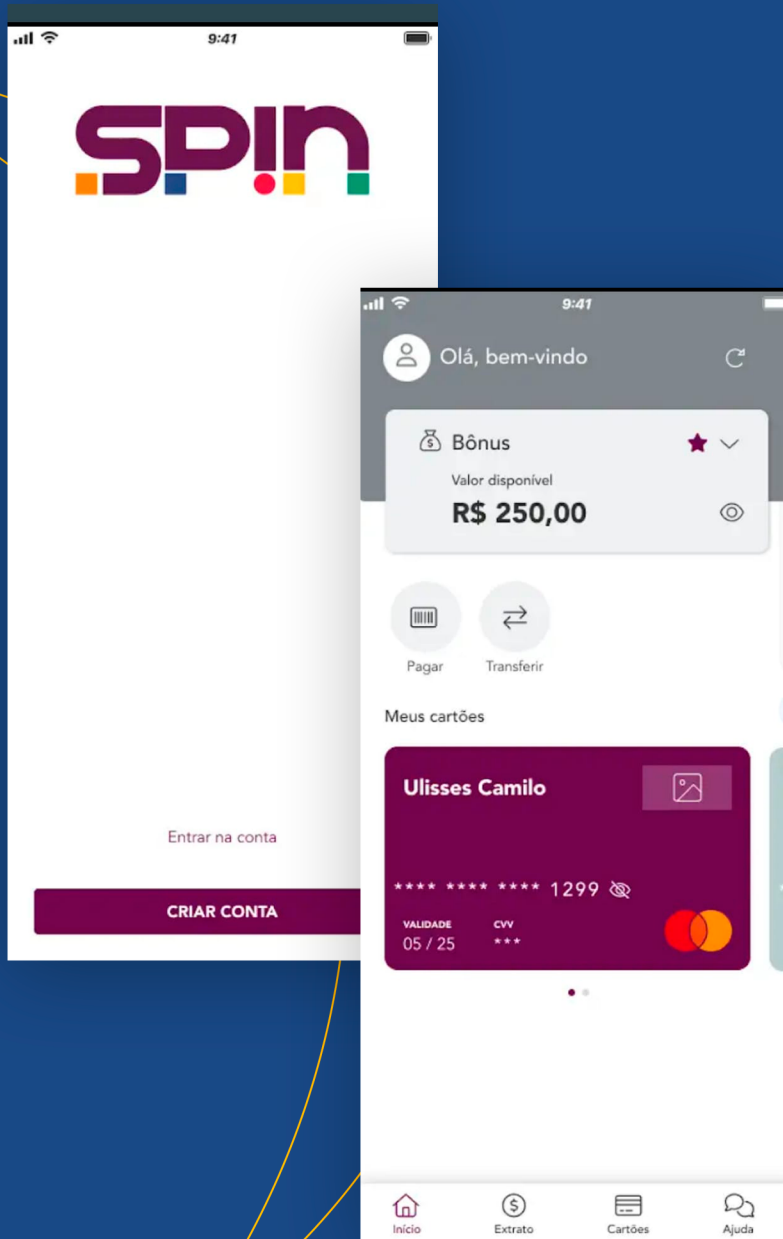 9:41
SPIN
Entrar na conta
CRIAR CONTA
9:41
Olá, bem-vindo
Bônus
Valor disponível
R$ 250,00
Pagar
Transferir
Meus cartões
Ulisses Camilo
**** **** **** 1299
VALIDADE CVV
05 / 25 ***
Início
Extrato
Cartões
Ajuda